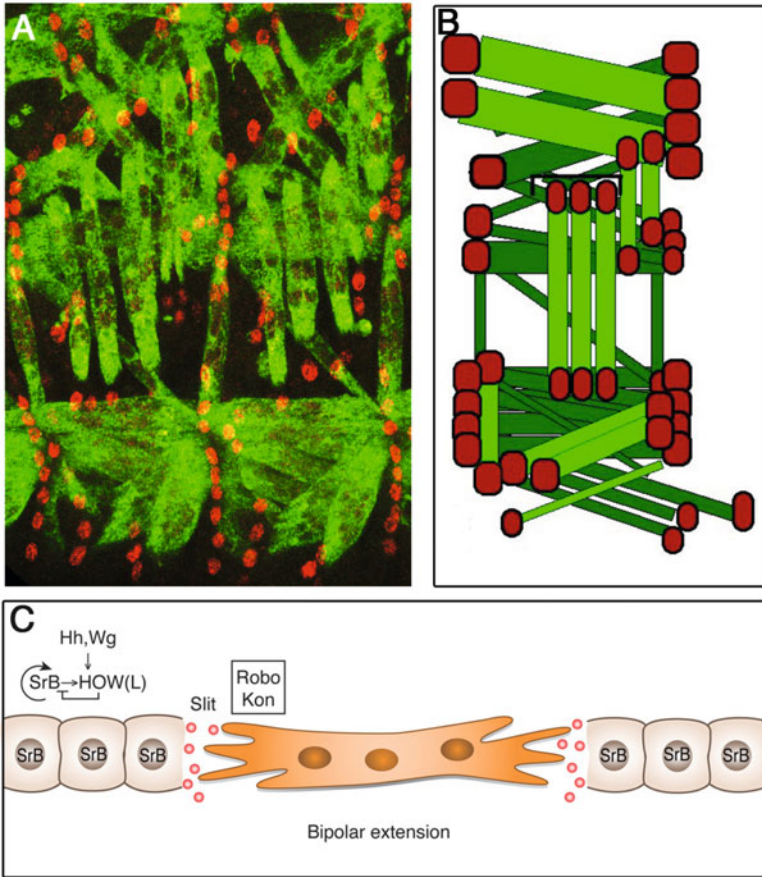 A
B
C
Hh,Wg
SrB→HOW(L)
Slit
Robo
Kon
SrB SrB SrB
SrB SrB SrB
Bipolar extension